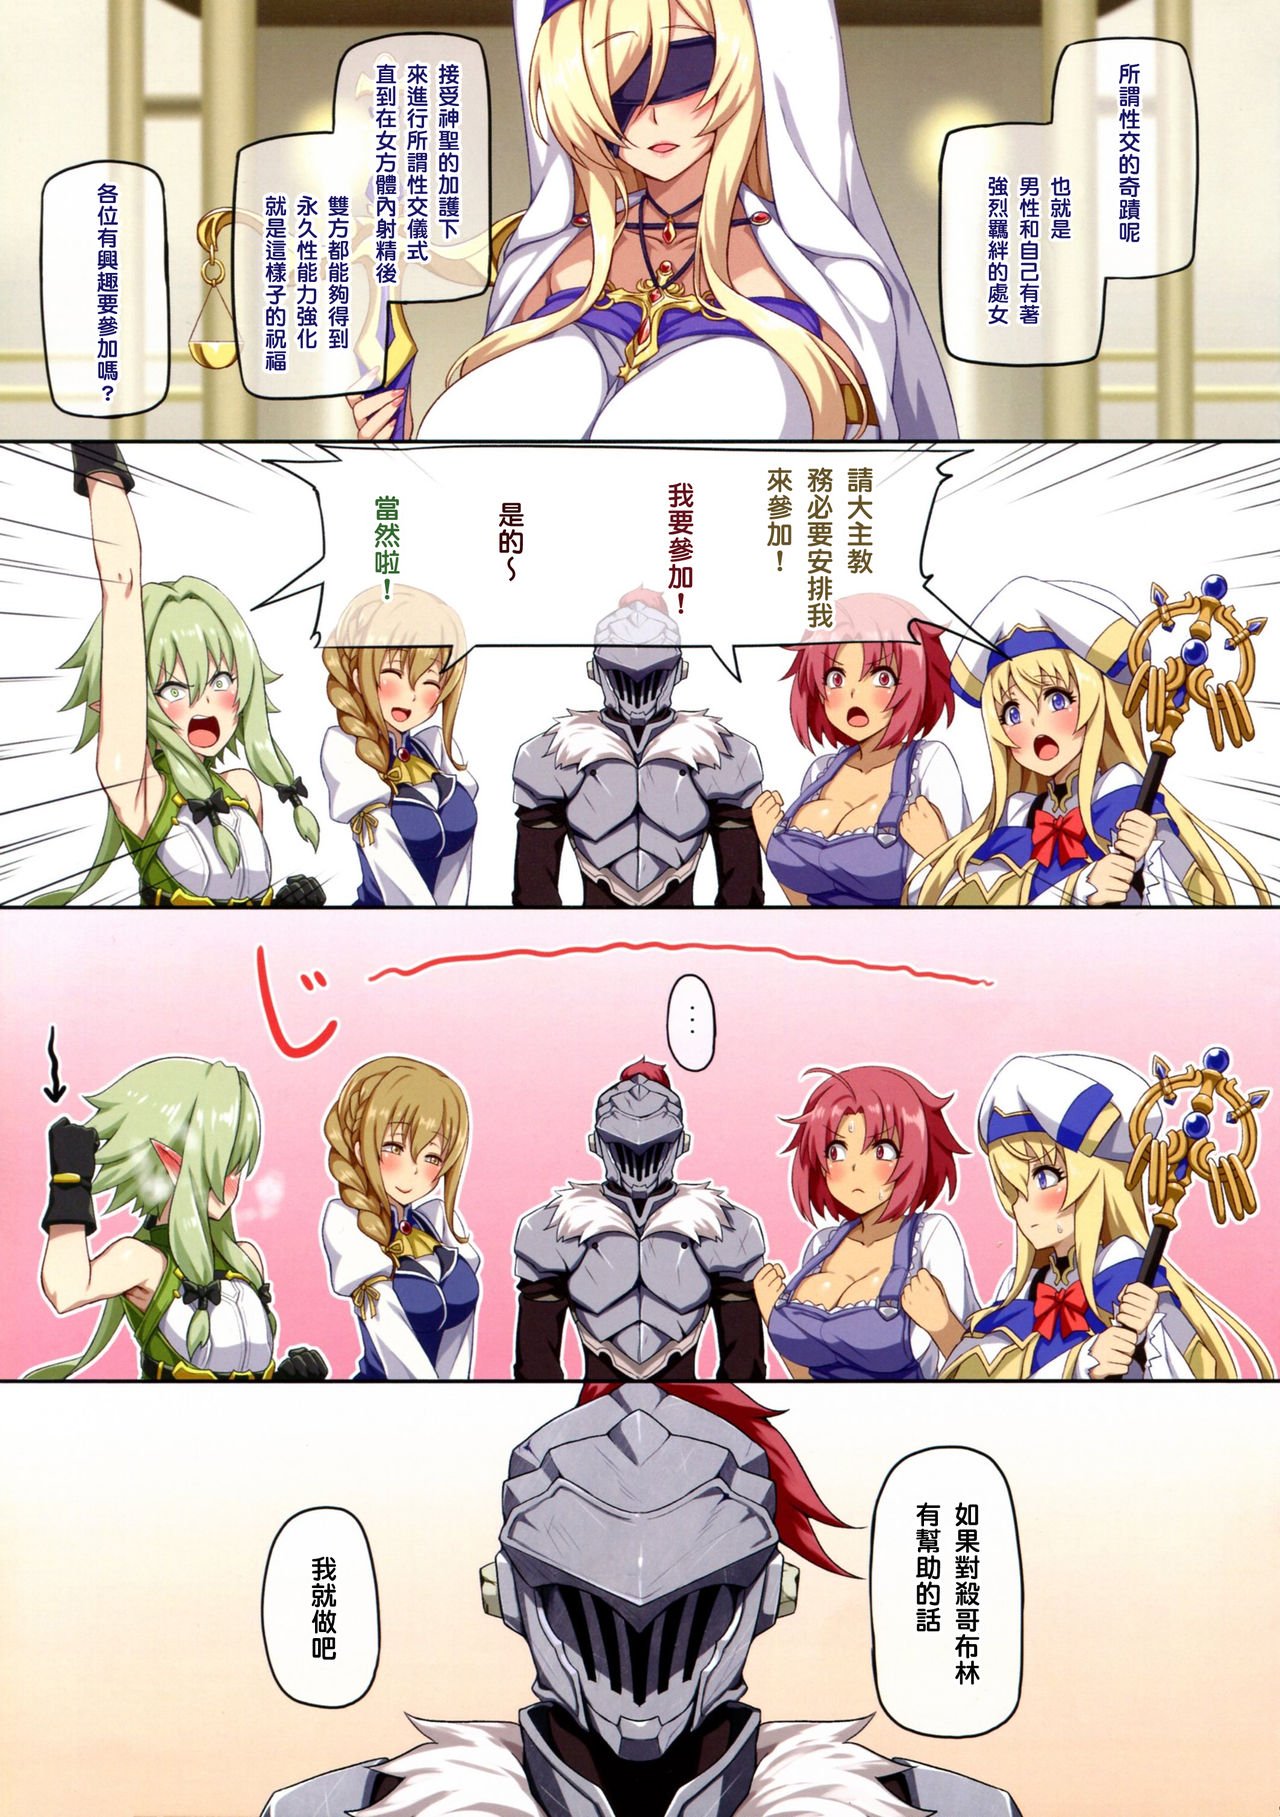 所謂性交的奇蹟呢
也就是
男性和自己有著
強烈羈絆的處女
接受神聖的加護下
來進行所謂性交儀式
直到在女方體內射精後
雙方都能夠得到
永久性能力強化
就是這樣子的祝福
各位有興趣要參加嗎？
請大主教
務必要安排我
來參加！
我要參加！
是的～
當然啦！
…
じー
如果對殺哥布林
有幫助的話
我就做吧